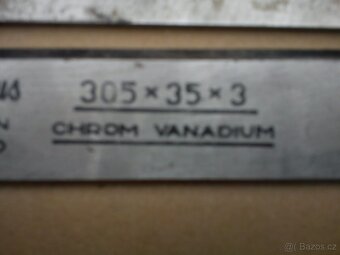 305 × 35 × 3
CHROM VANADIUM
© Bazos.cz